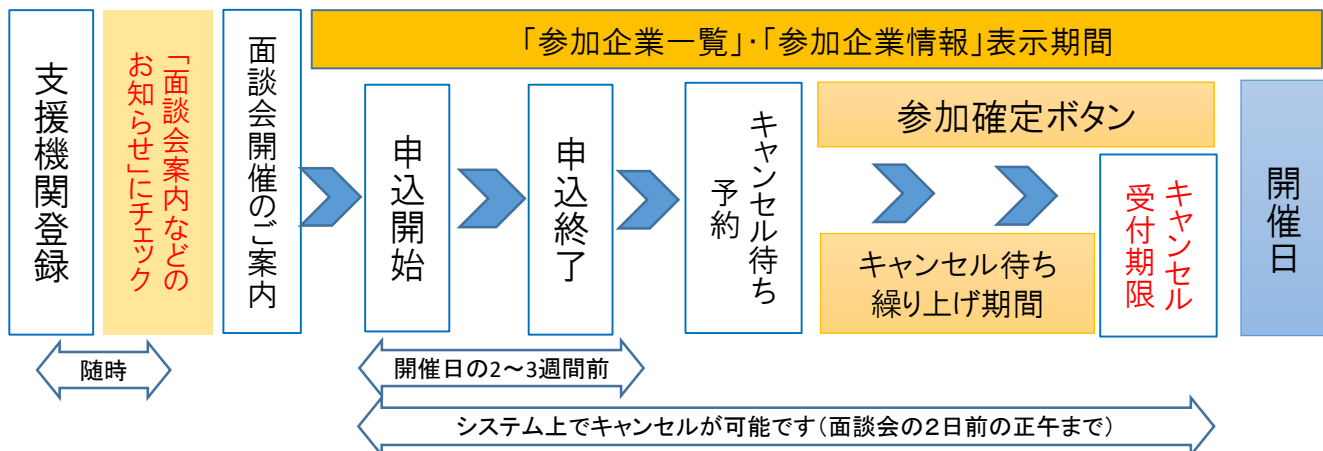 「参加企業一覧」・「参加企業情報」表示期間
支援機関登録
「面談会案内などの
お知らせ」にチェック
面談会開催のご案内
申込開始
申込終了
キャンセル待ち
予約
参加確定ボタン
キャンセル待ち
繰り上げ期間
キャンセル
受付期限
開催日
随時
開催日の2～3週間前
システム上でキャンセルが可能です（面談会の２日前の正午まで）